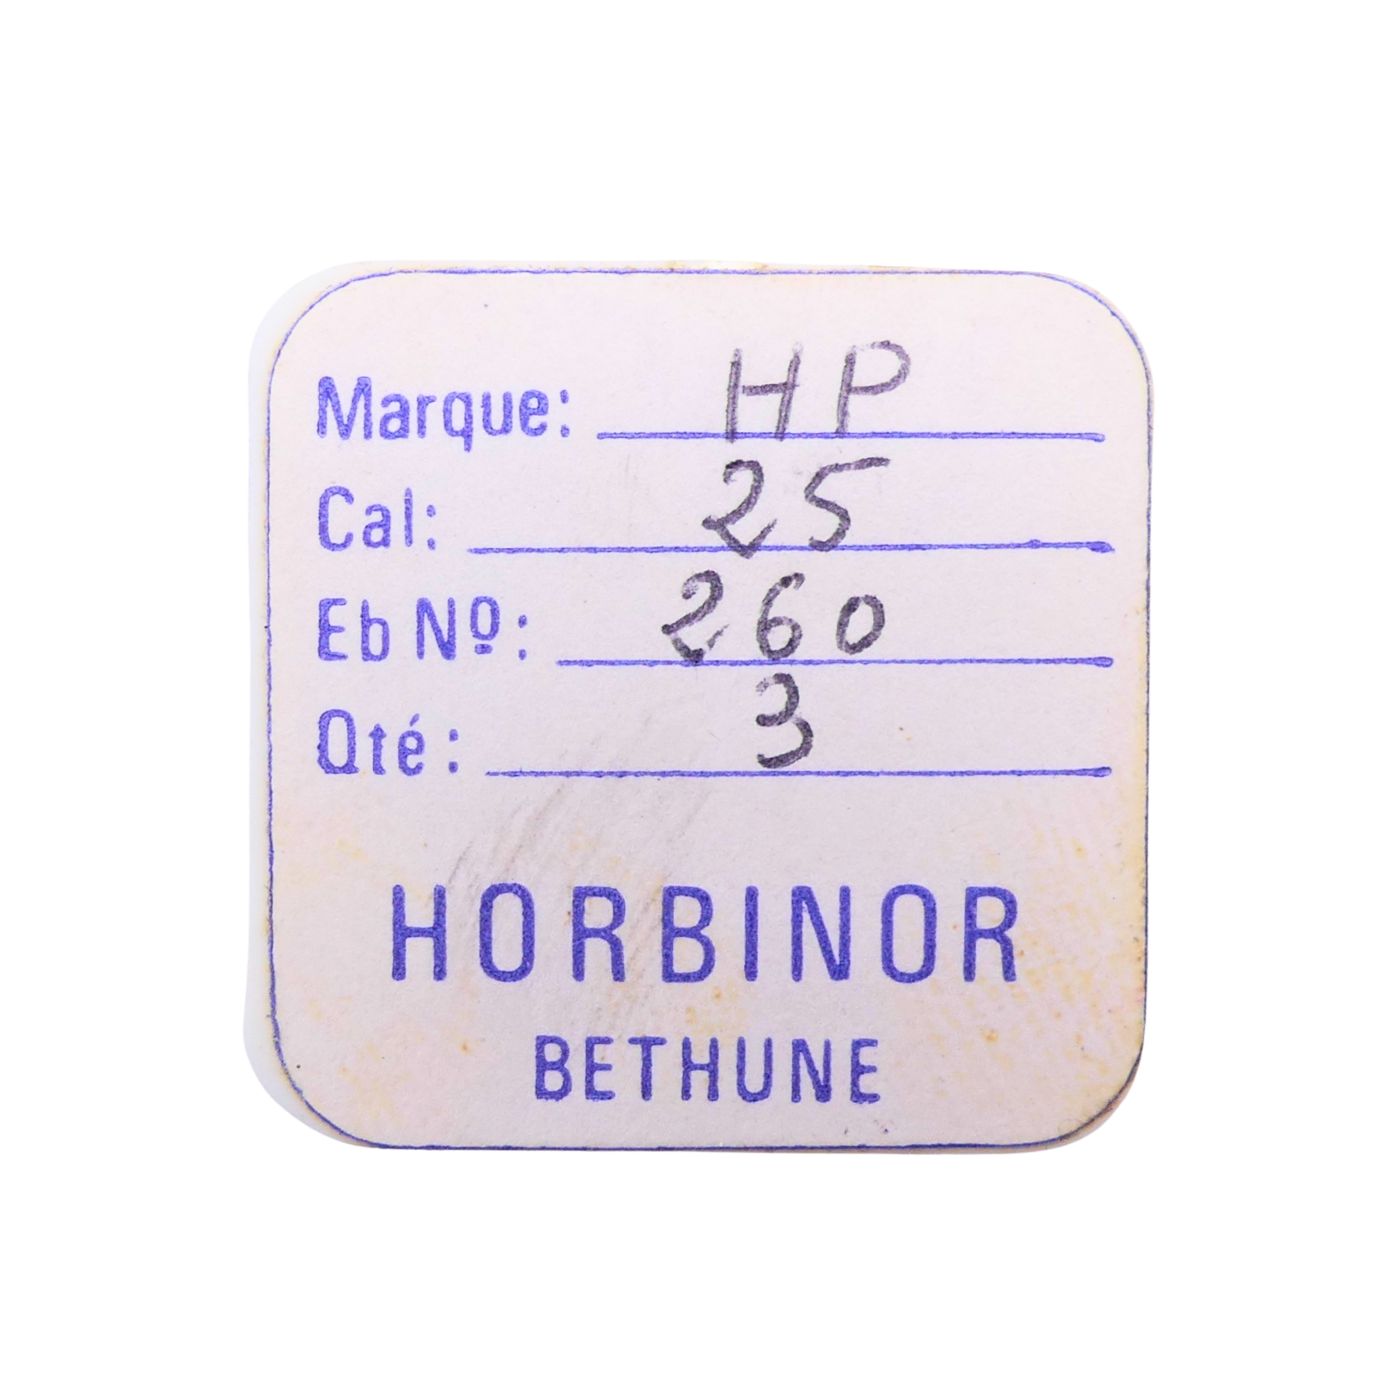 Marque: HP
Cal: 25
Eb Nº: 260
Qté: 3
HORBINOR
BETHUNE